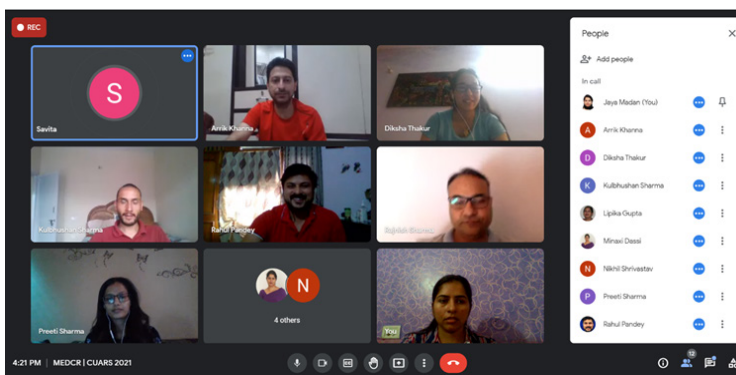 REC
S
Savita
Arrik Khanna
Diksha Thakur
Kulbhushan Sharma
Rahul Pandey
Rajnish Sharma
Preeti Sharma
N
4 others
You
4:21 PM | MEDCR | CUARS 2021
12
People
Add people
In call
Jaya Madan (You)
A Arrik Khanna
D Diksha Thakur
K Kulbhushan Sharma
Lipika Gupta
Minaxi Dassi
N Nikhil Shrivastav
P Preeti Sharma
Rahul Pandey